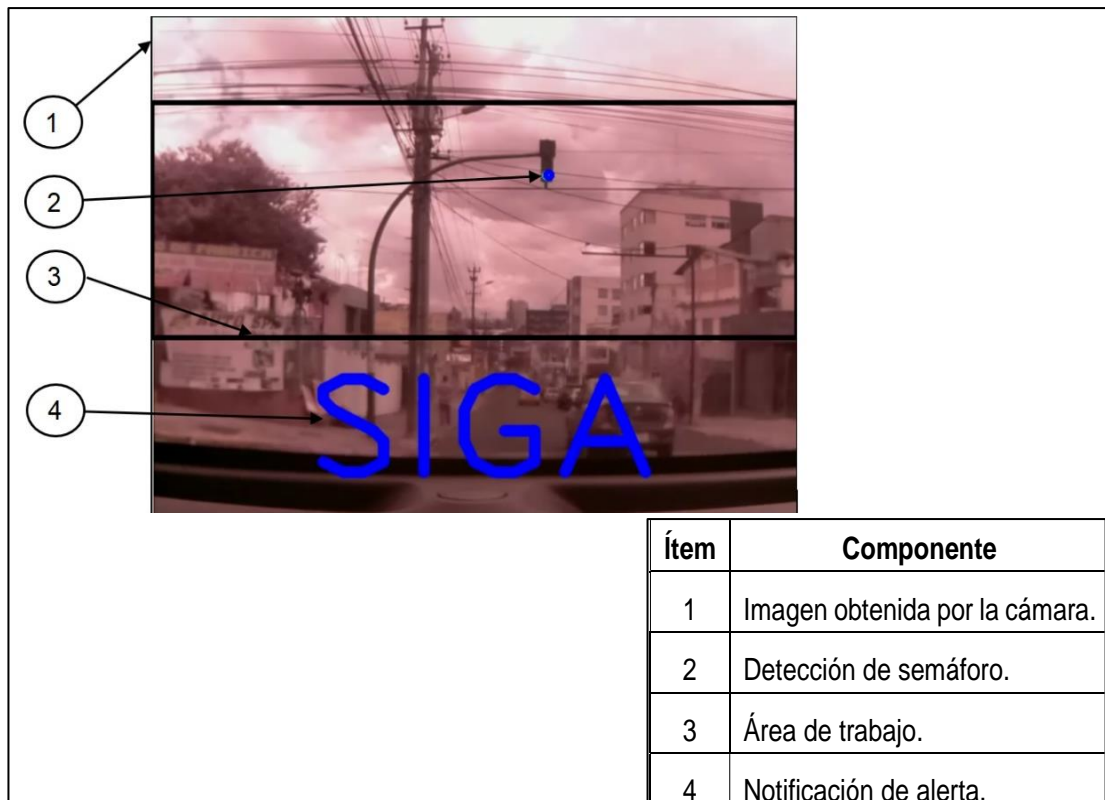 1
2
3
4
SIGA
Ítem Componente
1 Imagen obtenida por la cámara.
2 Detección de semáforo.
3 Área de trabajo.
4 Notificación de alerta.